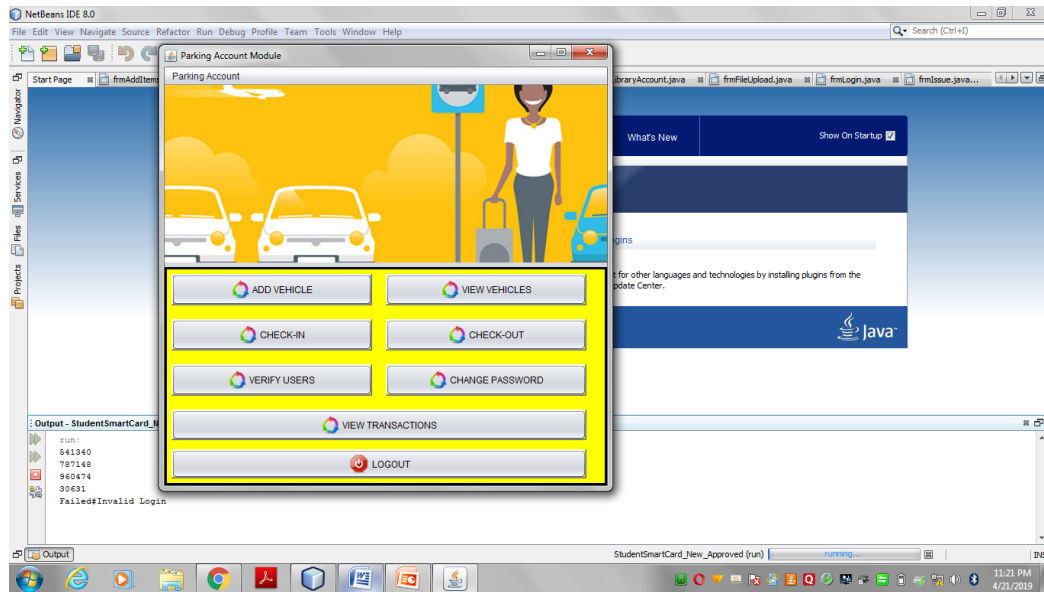 NetBeans IDE 8.0
File Edit View Navigate Source Refactor Run Debug Profile Team Tools Window Help
Search (Ctrl+I)
Parking Account Module
Parking Account
Start Page frmAddItems
ibraryAccount.java frmFileUpload.java frmLogin.java frmIssue.java...
Navigator
Services
Files
Projects
What's New
Show On Startup
gins
t for other languages and technologies by installing plugins from the
pdate Center.
Java
ADD VEHICLE VIEW VEHICLES
CHECK-IN CHECK-OUT
VERIFY USERS CHANGE PASSWORD
VIEW TRANSACTIONS
LOGOUT
Output - StudentSmartCard_N
run:
541340
787148
960474
30631
Failed#Invalid Login
Output
StudentSmartCard_New_Approved (run) running...
INS
11:21 PM
4/21/2019